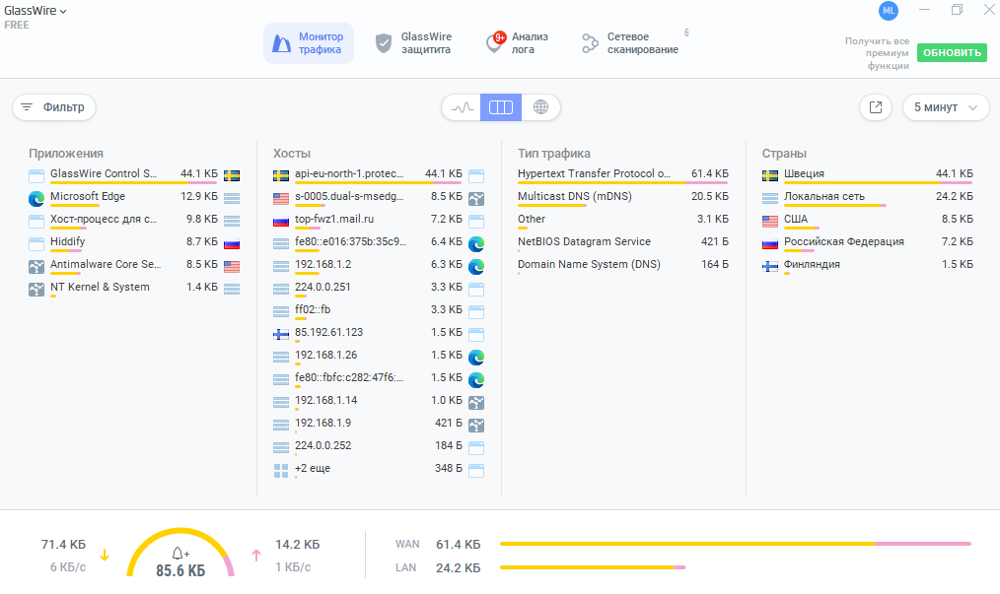 GlassWire
FREE
ML
Монитор
трафика
GlassWire
защитита
9+
Анализ
лога
Сетевое
сканирование
6
Получить все
премиум
функции
ОБНОВИТЬ
Фильтр
5 минут
Приложения
GlassWire Control S... 44.1 КБ
Microsoft Edge 12.9 КБ
Хост-процесс для с... 9.8 КБ
Hiddify 8.7 КБ
Antimalware Core Se... 8.5 КБ
NT Kernel & System 1.4 КБ
Хосты
api-eu-north-1.protec... 44.1 КБ
s-0005.dual-s-msedg... 8.5 КБ
top-fwz1.mail.ru 7.2 КБ
fe80::e016:375b:35c9... 6.4 КБ
192.168.1.2 6.3 КБ
224.0.0.251 3.3 КБ
ff02::fb 3.3 КБ
85.192.61.123 1.5 КБ
192.168.1.26 1.5 КБ
fe80::fbfc:c282:47f6:... 1.5 КБ
192.168.1.14 1.0 КБ
192.168.1.9 421 Б
224.0.0.252 184 Б
+2 еще 348 Б
Тип трафика
Hypertext Transfer Protocol o... 61.4 КБ
Multicast DNS (mDNS) 20.5 КБ
Other 3.1 КБ
NetBIOS Datagram Service 421 Б
Domain Name System (DNS) 164 Б
Страны
Швеция 44.1 КБ
Локальная сеть 24.2 КБ
США 8.5 КБ
Российская Федерация 7.2 КБ
Финляндия 1.5 КБ
71.4 КБ
6 КБ/с
85.6 КБ
14.2 КБ
1 КБ/с
WAN 61.4 КБ
LAN 24.2 КБ